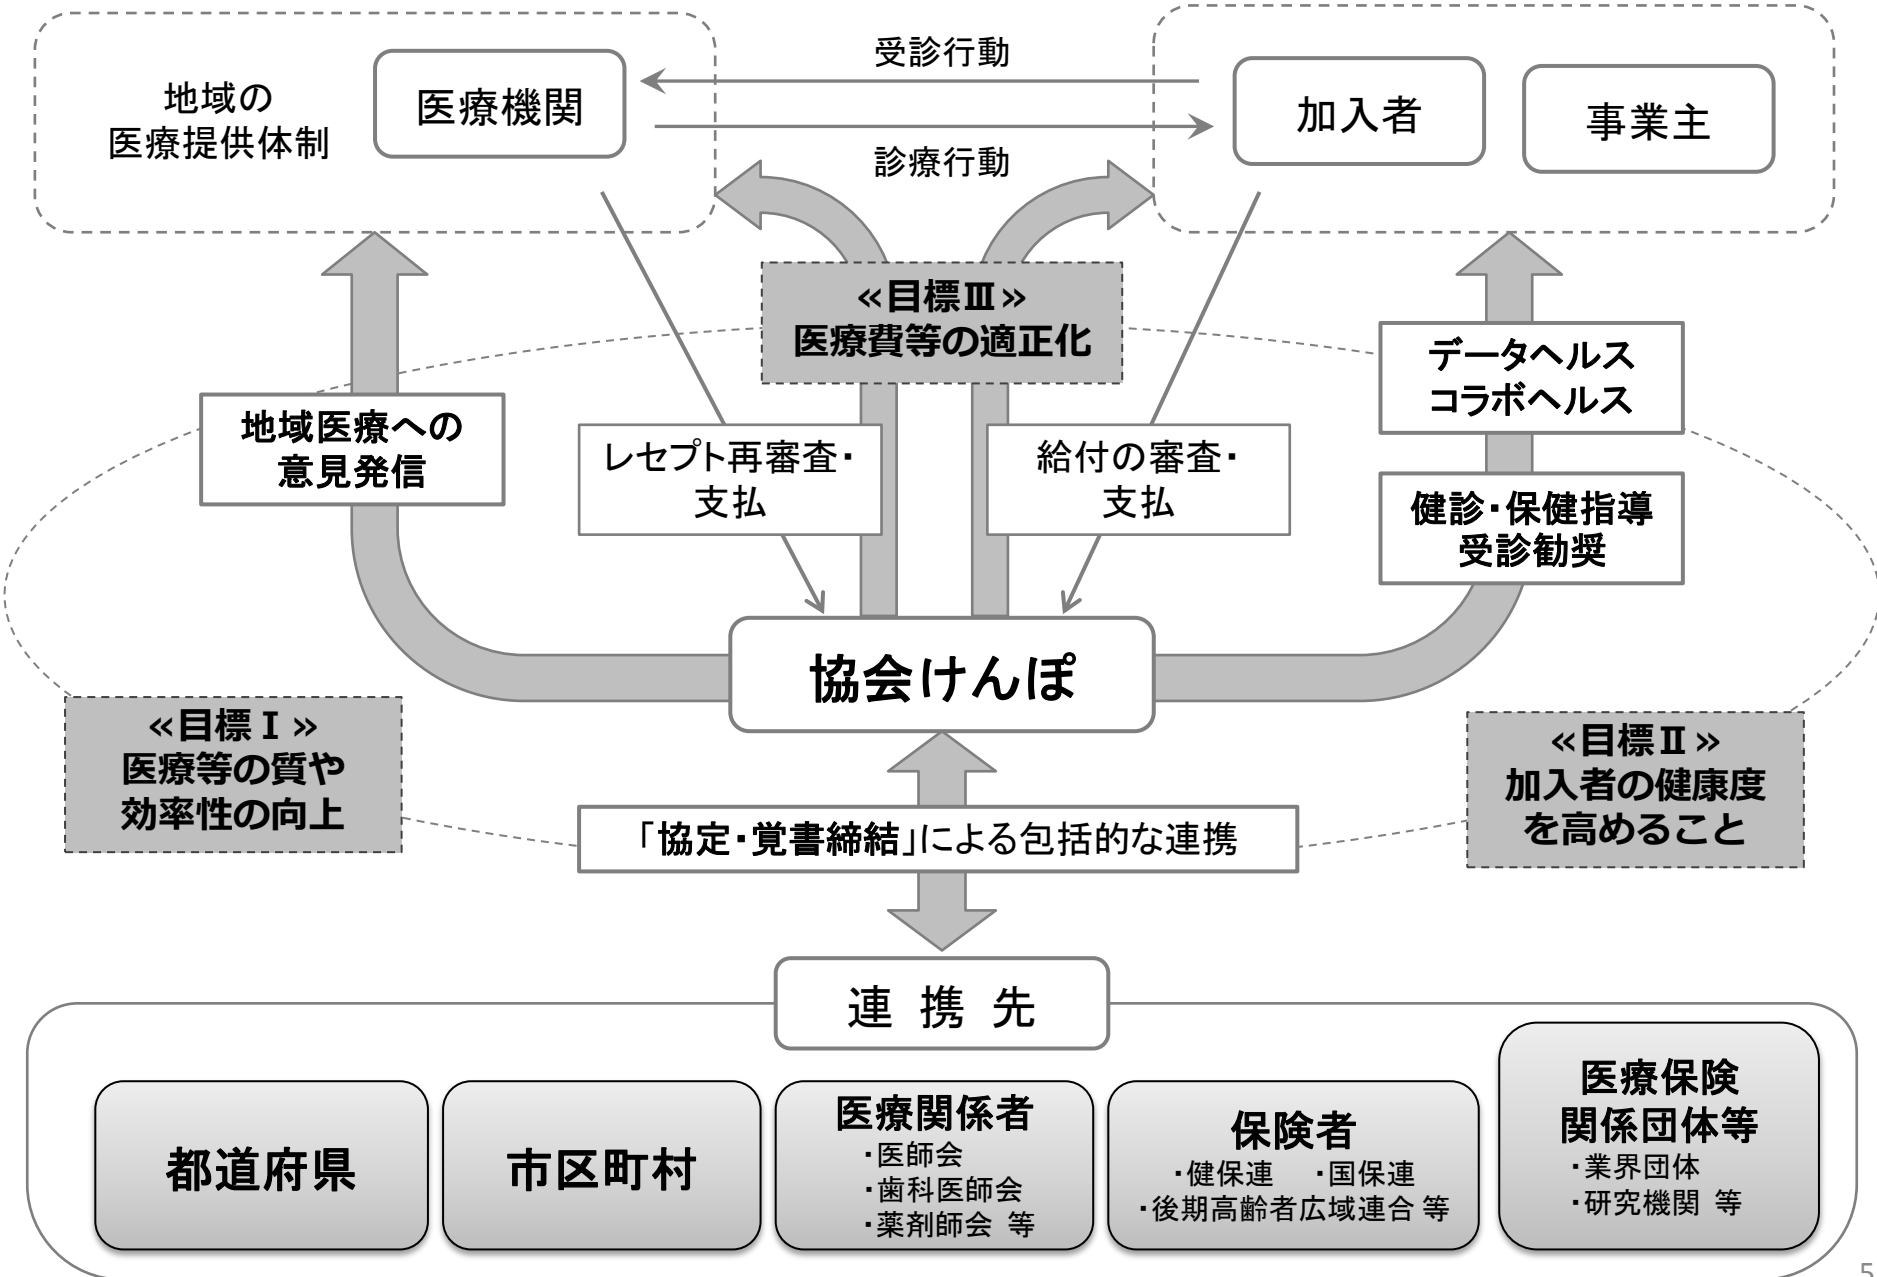 受診行動
地域の
医療提供体制
医療機関
加入者
事業主
診療行動
≪目標Ⅲ≫
医療費等の適正化
データヘルス
コラボヘルス
地域医療への
意見発信
レセプト再審査・
支払
給付の審査・
支払
健診・保健指導
受診勧奨
協会けんぽ
≪目標Ⅰ≫
医療等の質や
効率性の向上
≪目標Ⅱ≫
加入者の健康度
を高めること
「協定・覚書締結」による包括的な連携
連 携 先
都道府県
市区町村
医療関係者
・医師会
・歯科医師会
・薬剤師会 等
保険者
・健保連 ・国保連
・後期高齢者広域連合 等
医療保険
関係団体等
・業界団体
・研究機関 等
5